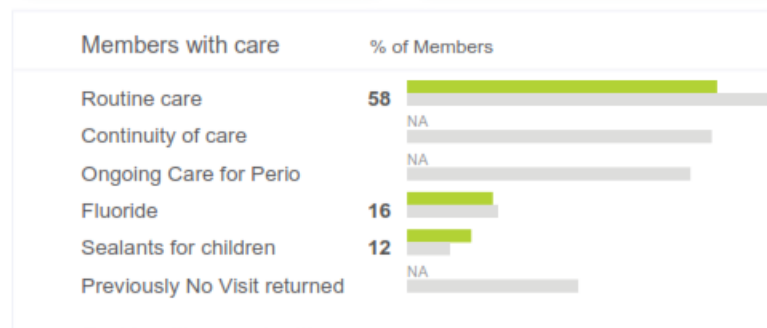 Members with care % of Members
Routine care 58
NA
Continuity of care
NA
Ongoing Care for Perio
Fluoride 16
Sealants for children 12
NA
Previously No Visit returned